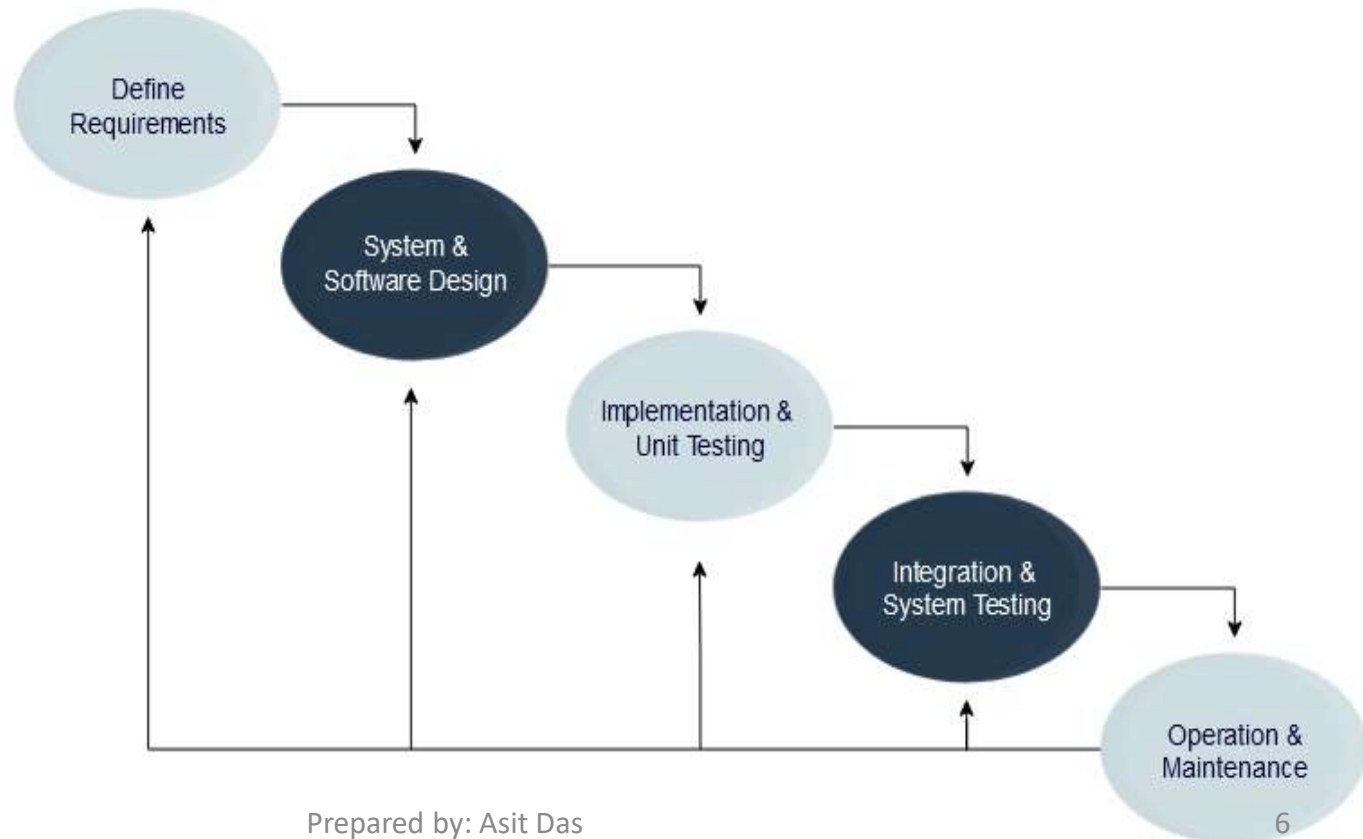 Define
Requirements
System &
Software Design
Implementation &
Unit Testing
Integration &
System Testing
Operation &
Maintenance
Prepared by: Asit Das
6